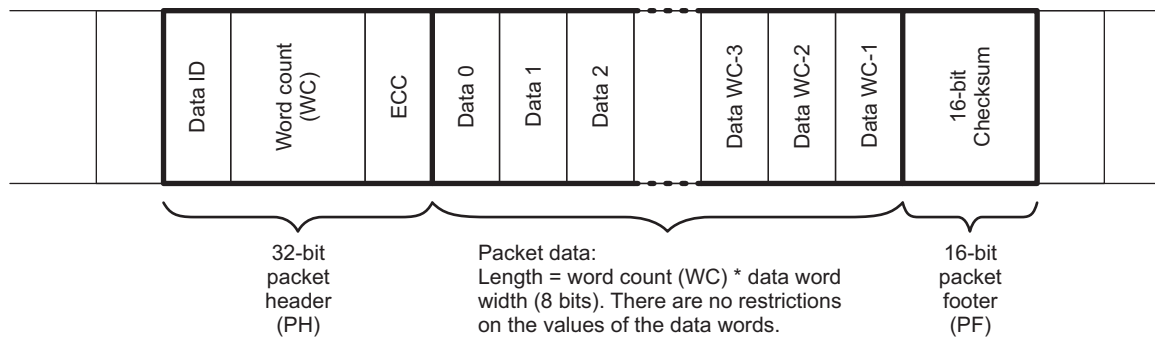 Data ID
Word count
(WC)
ECC
Data 0
Data 1
Data 2
Data WC-3
Data WC-2
Data WC-1
16-bit
Checksum
32-bit
packet
header
(PH)
Packet data:
Length = word count (WC) * data word
width (8 bits). There are no restrictions
on the values of the data words.
16-bit
packet
footer
(PF)